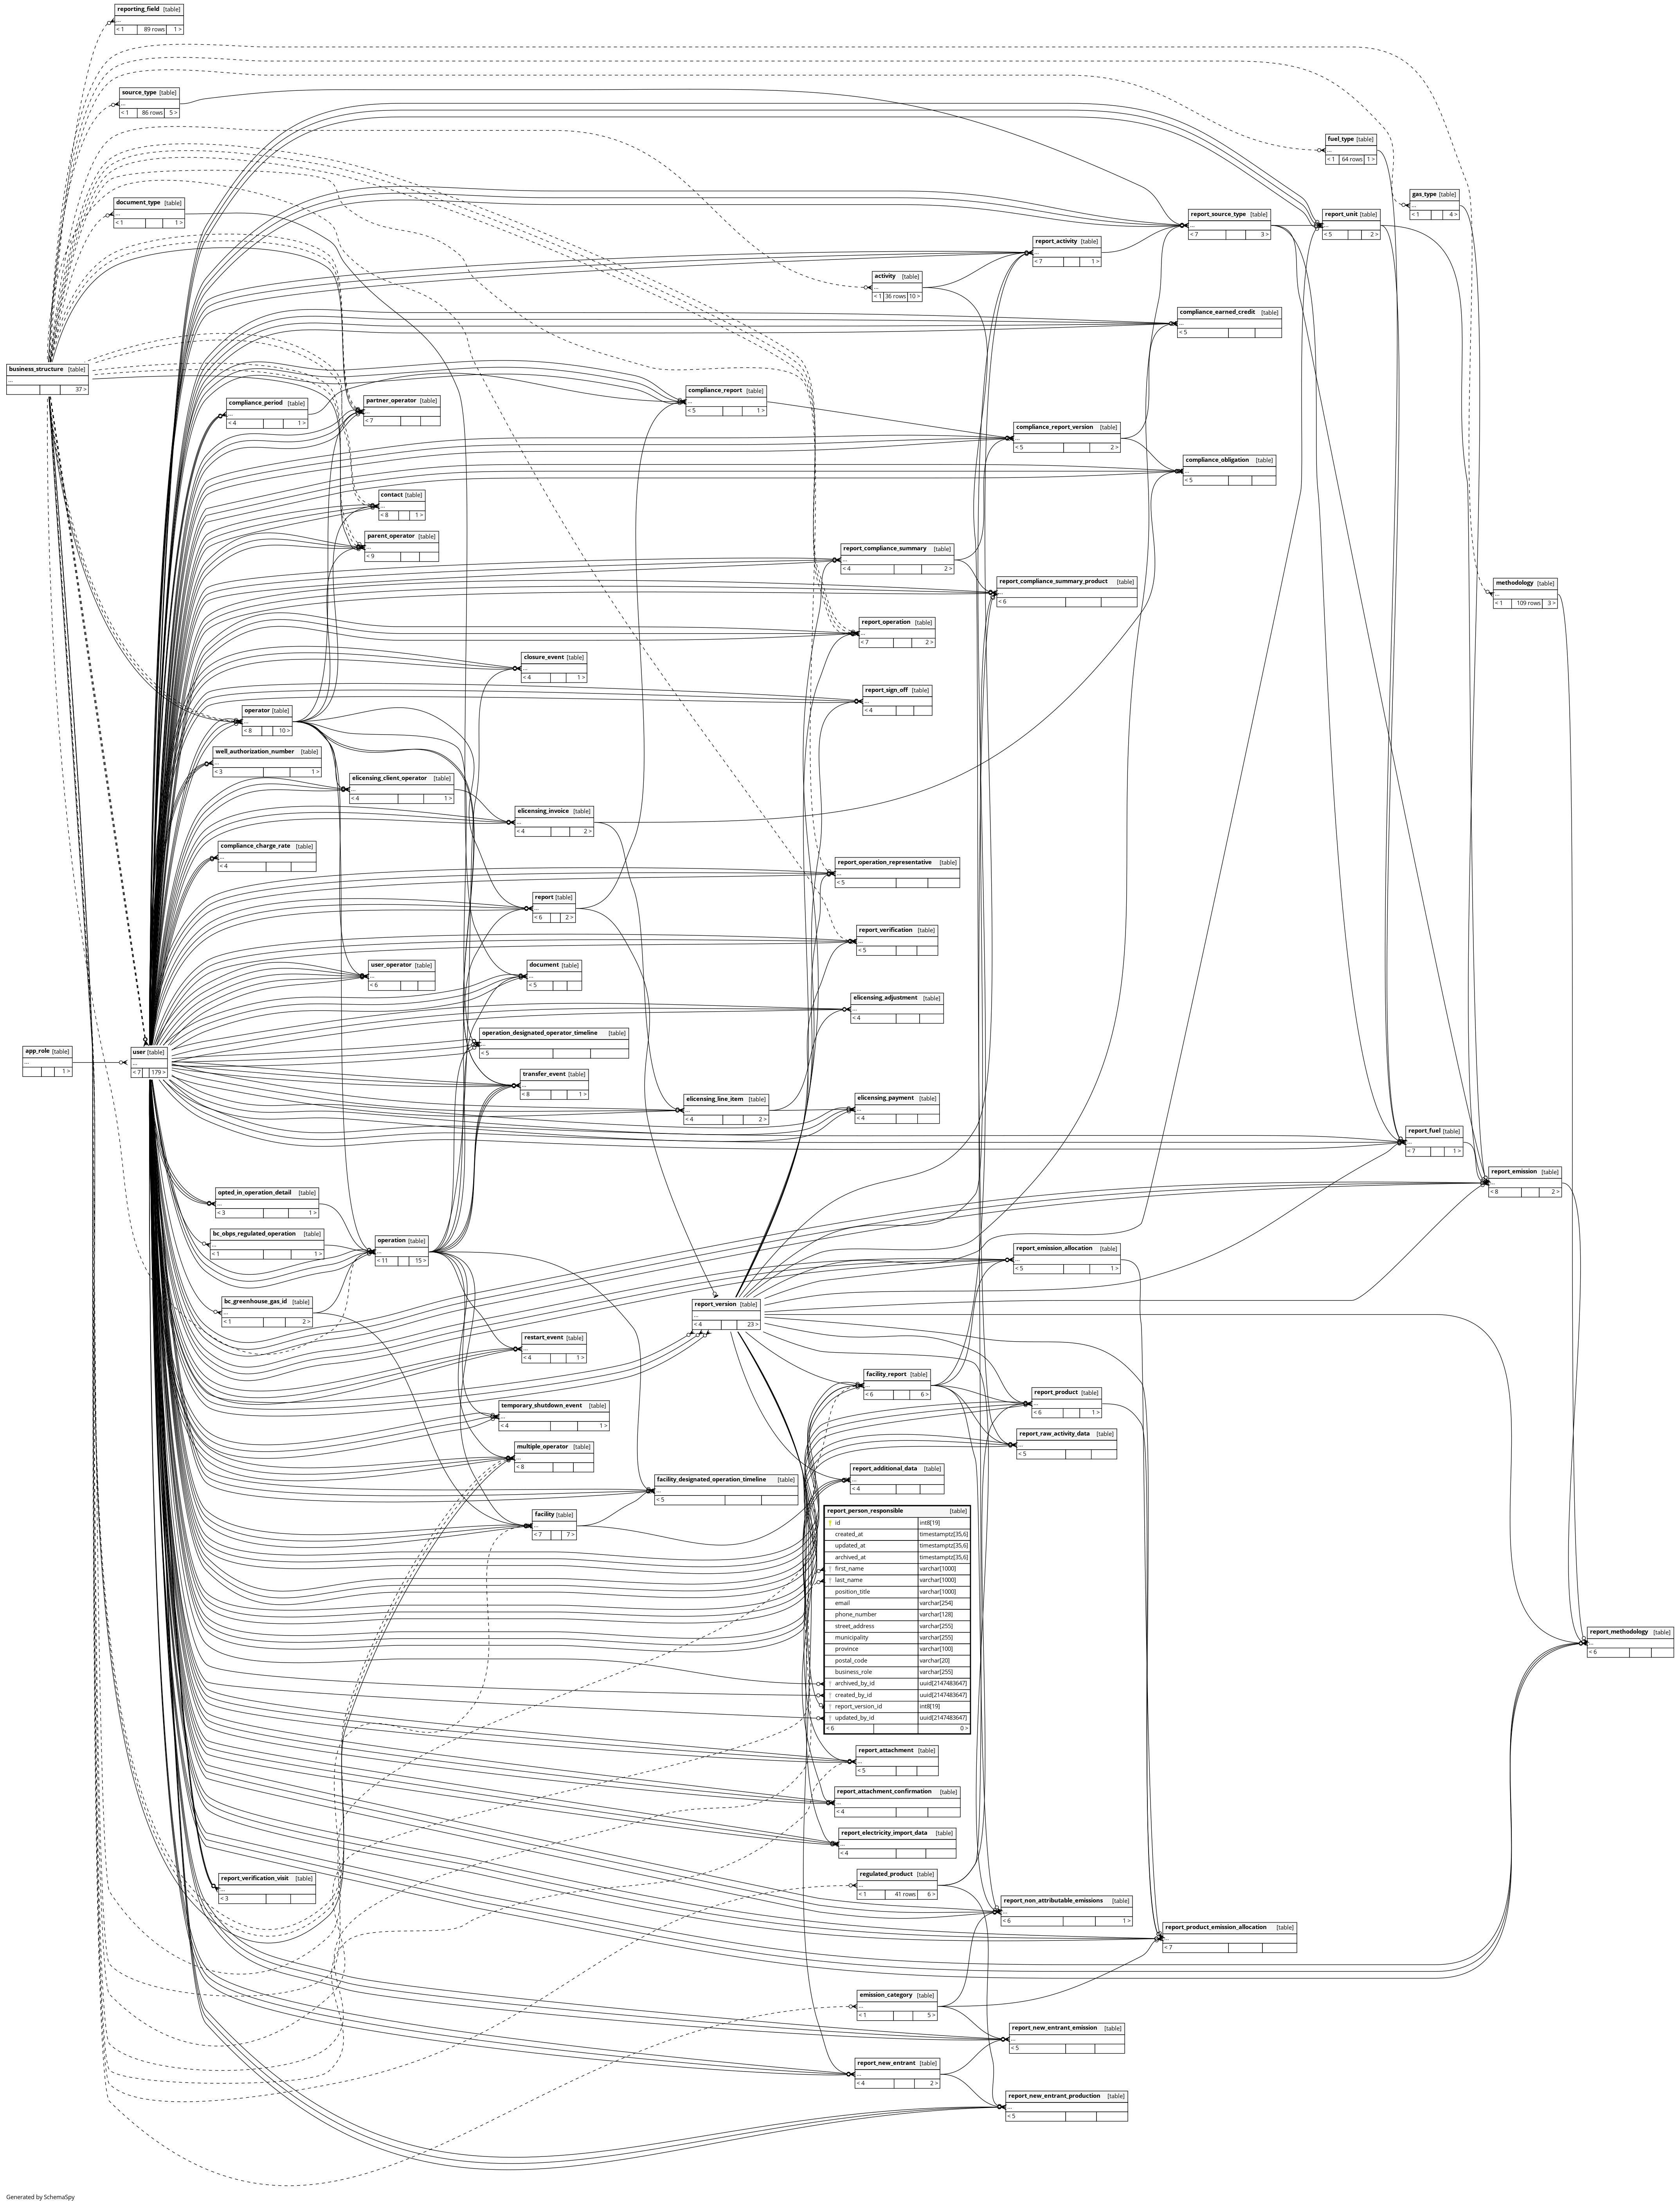 reporting_field [table]
...
< 1 89 rows 1 >
source_type [table]
...
< 1 86 rows 5 >
fuel_type [table]
...
< 1 64 rows 1 >
gas_type [table]
...
< 1 4 >
document_type [table]
...
< 1 1 >
report_source_type [table]
...
< 7 3 >
report_unit [table]
...
< 5 2 >
report_activity [table]
...
< 7 1 >
activity [table]
...
< 1 36 rows 10 >
compliance_earned_credit [table]
...
< 5
business_structure [table]
...
37 >
compliance_report [table]
...
< 5 1 >
compliance_period [table]
...
< 4 1 >
partner_operator [table]
...
< 7
compliance_report_version [table]
...
< 5 2 >
compliance_obligation [table]
...
< 5
contact [table]
...
< 8 1 >
parent_operator [table]
...
< 9
report_compliance_summary [table]
...
< 4 2 >
report_compliance_summary_product [table]
...
< 6
methodology [table]
...
< 1 109 rows 3 >
report_operation [table]
...
< 7 2 >
closure_event [table]
...
< 4 1 >
report_sign_off [table]
...
< 4
operator [table]
...
< 8 10 >
well_authorization_number [table]
...
< 3 1 >
elicensing_client_operator [table]
...
< 4 1 >
elicensing_invoice [table]
...
< 4 2 >
compliance_charge_rate [table]
...
< 4
report_operation_representative [table]
...
< 5
report [table]
...
< 6 2 >
report_verification [table]
...
< 5
user_operator [table]
...
< 6
document [table]
...
< 5
elicensing_adjustment [table]
...
< 4
operation_designated_operator_timeline [table]
...
< 5
app_role [table]
...
1 >
user [table]
...
< 7 179 >
transfer_event [table]
...
< 8 1 >
elicensing_line_item [table]
...
< 4 2 >
elicensing_payment [table]
...
< 4
report_fuel [table]
...
< 7 1 >
report_emission [table]
...
< 8 2 >
opted_in_operation_detail [table]
...
< 3 1 >
bc_obps_regulated_operation [table]
...
< 1 1 >
operation [table]
...
< 11 15 >
report_emission_allocation [table]
...
< 5 1 >
bc_greenhouse_gas_id [table]
...
< 1 2 >
report_version [table]
...
< 4 23 >
restart_event [table]
...
< 4 1 >
facility_report [table]
...
< 6 6 >
report_product [table]
...
< 6 1 >
temporary_shutdown_event [table]
...
< 4 1 >
report_raw_activity_data [table]
...
< 5
multiple_operator [table]
...
< 8
report_additional_data [table]
...
< 4
facility_designated_operation_timeline [table]
...
< 5
facility [table]
...
< 7 7 >
report_person_responsible [table]
id int8[19]
created_at timestamptz[35,6]
updated_at timestamptz[35,6]
archived_at timestamptz[35,6]
first_name varchar[1000]
last_name varchar[1000]
position_title varchar[1000]
email varchar[254]
phone_number varchar[128]
street_address varchar[255]
municipality varchar[255]
province varchar[100]
postal_code varchar[20]
business_role varchar[255]
archived_by_id uuid[2147483647]
created_by_id uuid[2147483647]
report_version_id int8[19]
updated_by_id uuid[2147483647]
< 6 0 >
report_methodology [table]
...
< 6
report_attachment [table]
...
< 5
report_attachment_confirmation [table]
...
< 4
report_electricity_import_data [table]
...
< 4
report_verification_visit [table]
...
< 3
regulated_product [table]
...
< 1 41 rows 6 >
report_non_attributable_emissions [table]
...
< 6 1 >
report_product_emission_allocation [table]
...
< 7
emission_category [table]
...
< 1 5 >
report_new_entrant_emission [table]
...
< 5
report_new_entrant [table]
...
< 4 2 >
report_new_entrant_production [table]
...
< 5
Generated by SchemaSpy